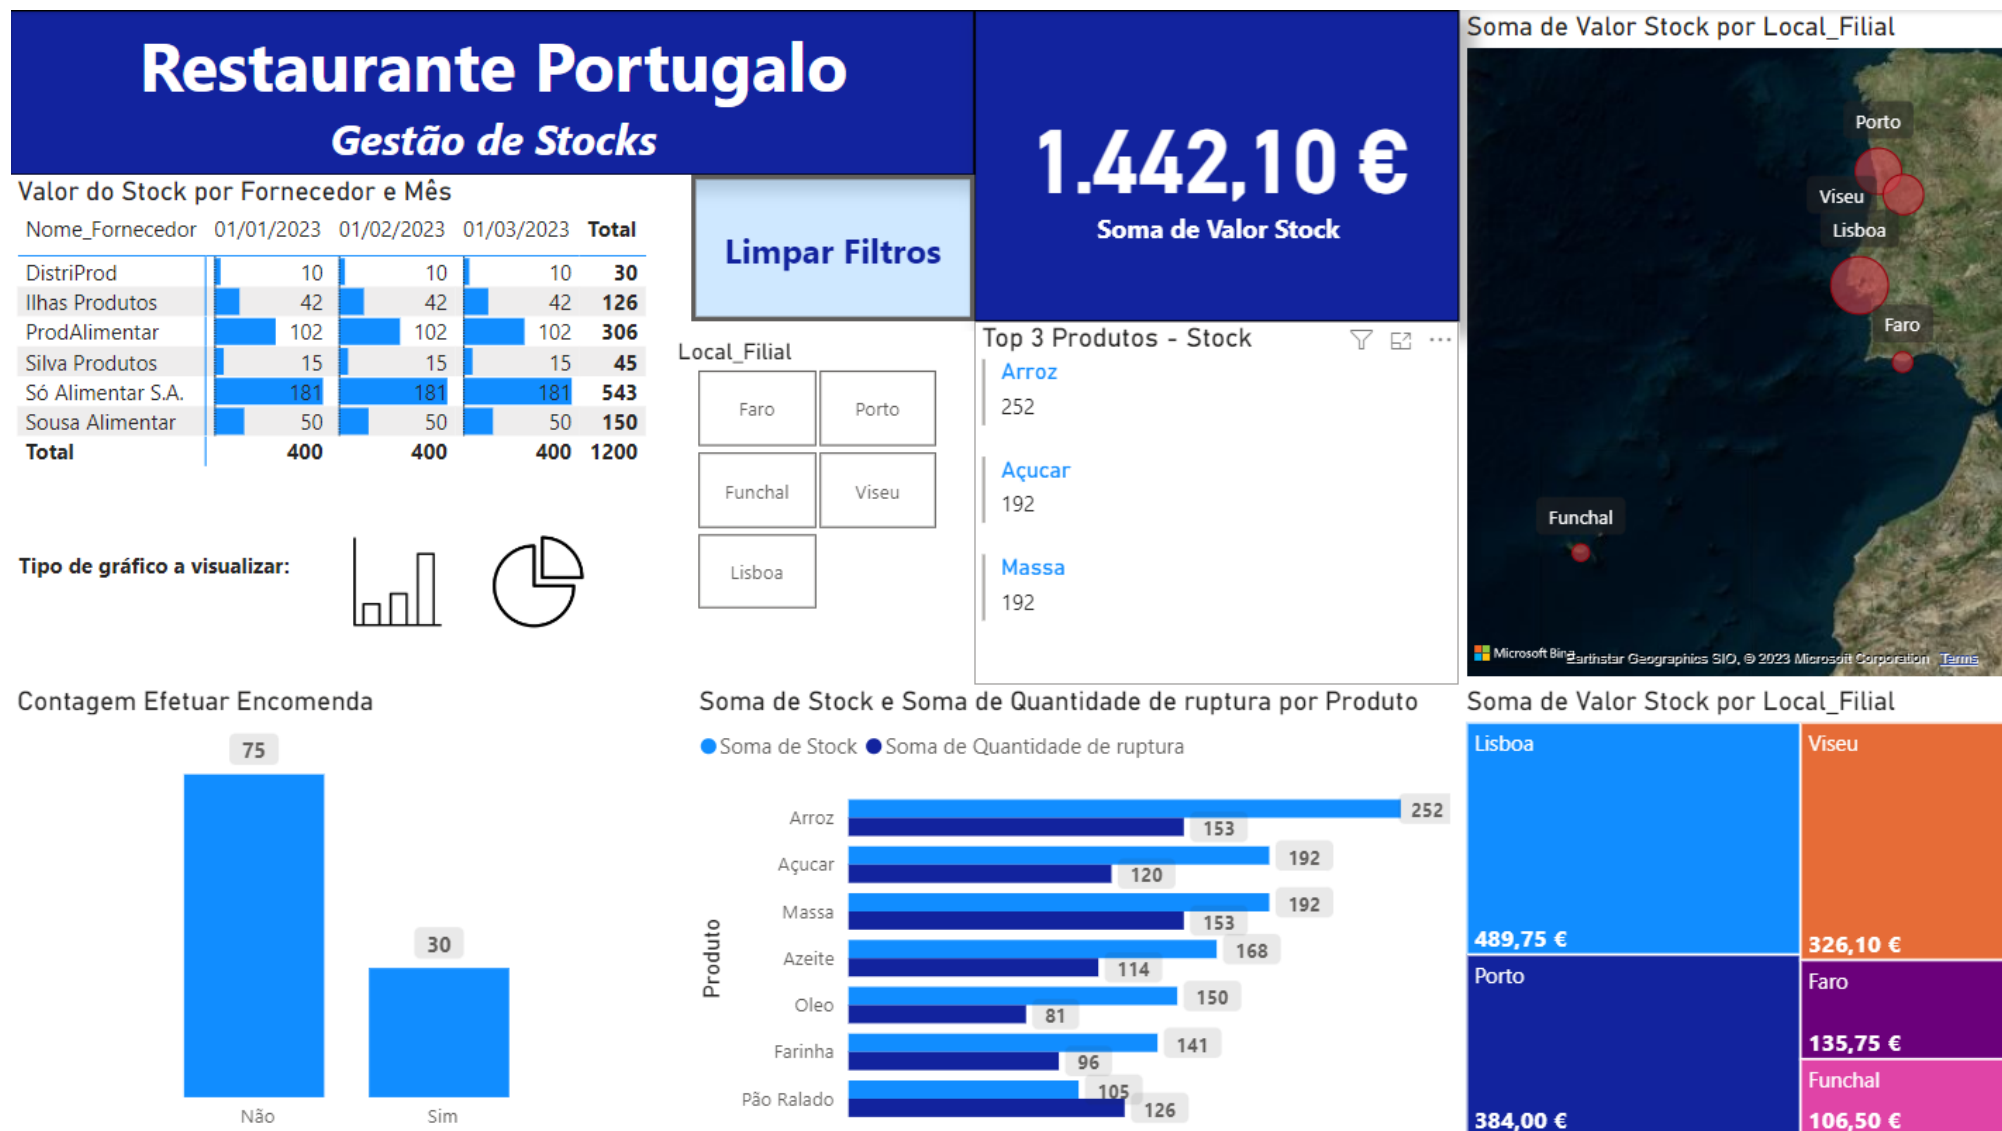 Restaurante Portugalo
Gestão de Stocks
1.442,10 €
Soma de Valor Stock
Soma de Valor Stock por Local_Filial
Porto
Viseu
Lisboa
Faro
Funchal
Microsoft Bing
Earthstar Geographics SIO, © 2023 Microsoft Corporation Terms
Valor do Stock por Fornecedor e Mês
Nome_Fornecedor 01/01/2023 01/02/2023 01/03/2023 Total
DistriProd 10 10 10 30
Ilhas Produtos 42 42 42 126
ProdAlimentar 102 102 102 306
Silva Produtos 15 15 15 45
Só Alimentar S.A. 181 181 181 543
Sousa Alimentar 50 50 50 150
Total 400 400 400 1200
Limpar Filtros
Local_Filial
Faro Porto
Funchal Viseu
Lisboa
Top 3 Produtos - Stock
Arroz
252
Açucar
192
Massa
192
Tipo de gráfico a visualizar:
Contagem Efetuar Encomenda
75
30
Não Sim
Soma de Stock e Soma de Quantidade de ruptura por Produto
Soma de Stock Soma de Quantidade de ruptura
Produto
Arroz 252
153
Açucar 192
120
Massa 192
153
Azeite 168
114
Oleo 150
81
Farinha 141
96
Pão Ralado 105
126
Soma de Valor Stock por Local_Filial
Lisboa
489,75 €
Porto
384,00 €
Viseu
326,10 €
Faro
135,75 €
Funchal
106,50 €